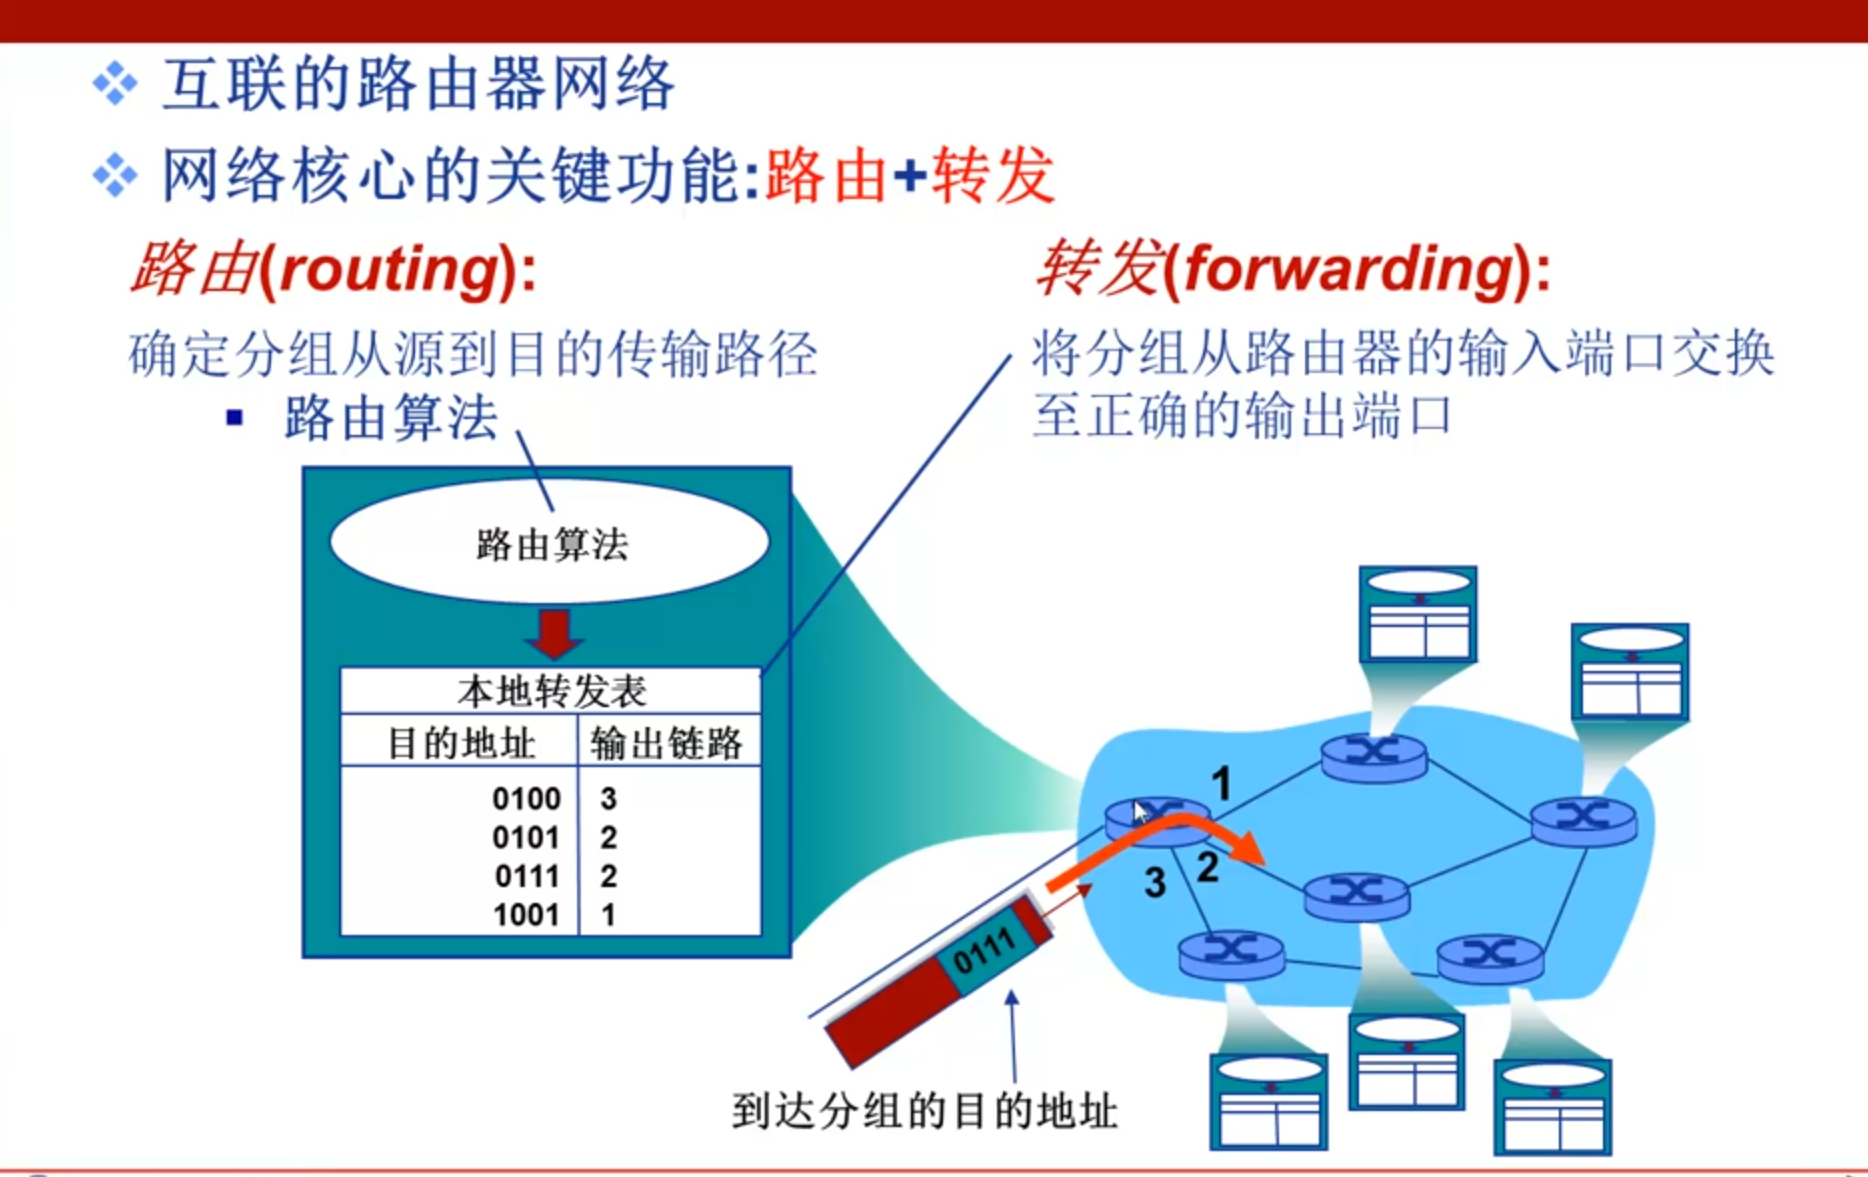 互联的路由器网络
网络核心的关键功能:路由+转发
路由(routing):
确定分组从源到目的传输路径
路由算法
转发(forwarding):
将分组从路由器的输入端口交换
至正确的输出端口
路由算法
本地转发表
目的地址 输出链路
0100 3
0101 2
0111 2
1001 1
1
2
3
0111
到达分组的目的地址